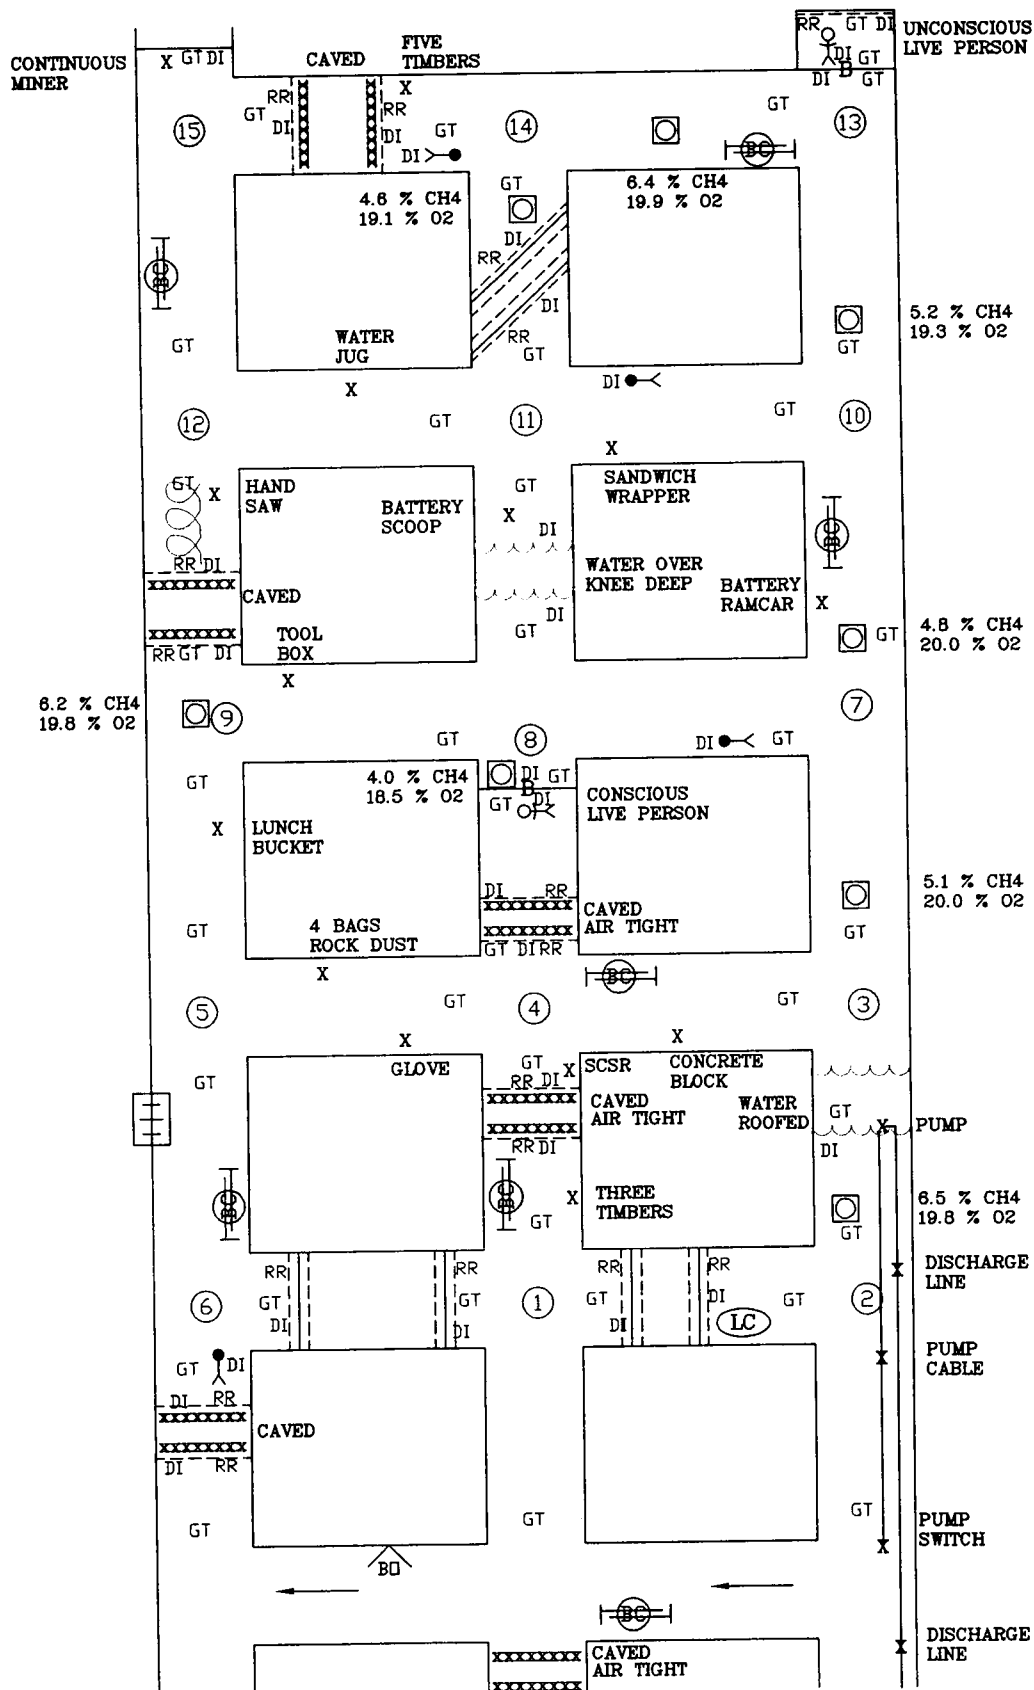 CONTINUOUS
MINER
X GT DI
CAVED
FIVE
TIMBERS
RR GT DI
UNCONSCIOUS
LIVE PERSON
DI GT
DI B GT
X
RR
GT
DI
RR
DI
GT
GT
15
14
13
DI
BC
GT
4.6 % CH4
19.1 % O2
6.4 % CH4
19.9 % O2
DI
RR
BC
DI
5.2 % CH4
19.3 % O2
GT
WATER
JUG
RR
GT
GT
X
DI
GT
GT
12
11
10
X
GT
X
HAND
SAW
BATTERY
SCOOP
GT
X
DI
SANDWICH
WRAPPER
BC
RR DI
CAVED
WATER OVER
KNEE DEEP
BATTERY
RAMCAR
X
DI
GT
GT
4.8 % CH4
20.0 % O2
TOOL
BOX
RR GT DI
X
6.2 % CH4
19.8 % O2
9
8
7
GT
DI
GT
GT
4.0 % CH4
18.5 % O2
DI
B GT
GT DI
CONSCIOUS
LIVE PERSON
X
LUNCH
BUCKET
DI RR
CAVED
AIR TIGHT
5.1 % CH4
20.0 % O2
GT
4 BAGS
ROCK DUST
GT
GT DI RR
X
BC
GT
GT
5
4
3
X
X
GLOVE
GT
RR DI X
SCSR
CONCRETE
BLOCK
GT
CAVED
AIR TIGHT
WATER
ROOFED
GT
X PUMP
RR DI
DI
BC
BC
X
THREE
TIMBERS
GT
6.5 % CH4
19.8 % O2
GT
RR
RR
RR
RR
X
DISCHARGE
LINE
GT
GT
GT
DI
GT
6
1
2
DI
DI
DI
LC
GT
DI
X
PUMP
CABLE
DI RR
CAVED
DI RR
GT
GT
GT
PUMP
SWITCH
X
BO
BC
CAVED
AIR TIGHT
X
DISCHARGE
LINE